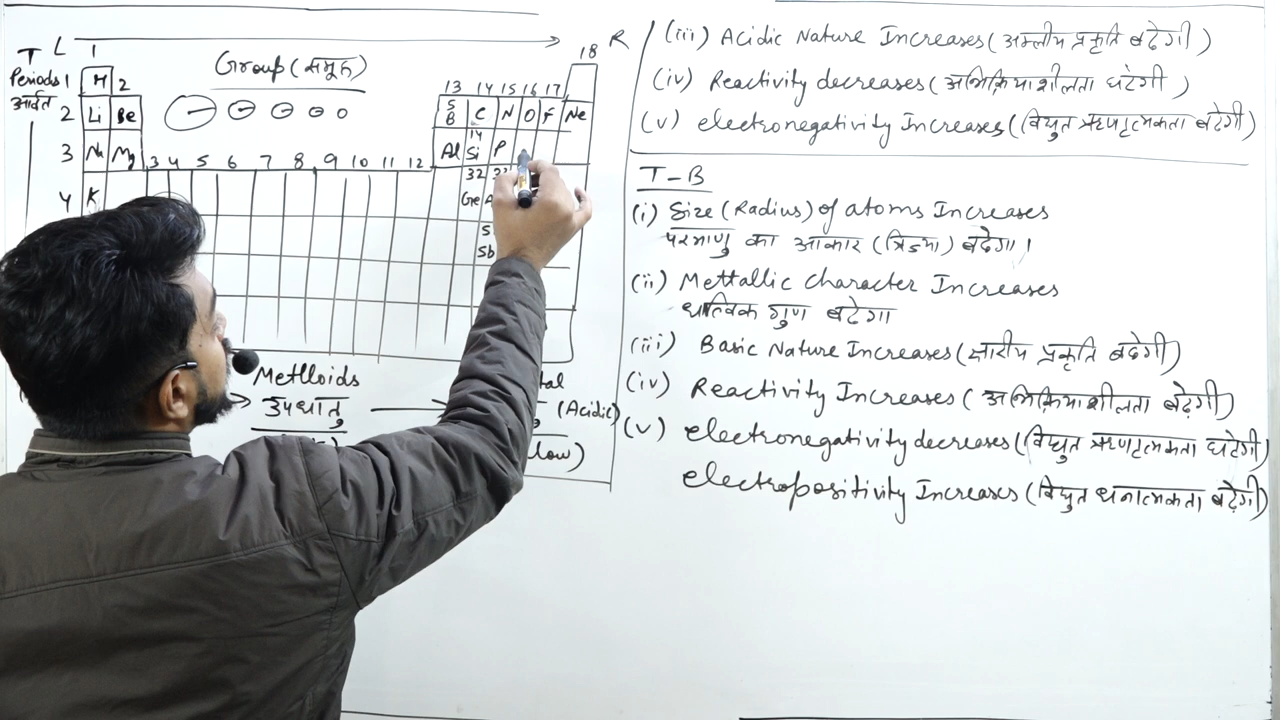 T L 1 18 R
Periods 1 H 2 Group (समूह) 13 14 15 16 17
आर्वत 2 Li Be 5 B C N O F Ne
3 Na Mg 3 4 5 6 7 8 9 10 11 12 Al 14 Si P
4 K 32 Ge
Sb
Metlloids
उपधातु
(Acidic)
(iii) Acidic Nature Increases (अम्लीय प्रकृति बढ़ेगी)
(iv) Reactivity decreases (अभिक्रियाशीलता घटेगी)
(v) electronegativity Increases (विद्युत ऋणात्मकता बढ़ेगी)
T-B
(i) Size (Radius) of atoms Increases
परमाणु का आकार (त्रिज्या) बढ़ेगा।
(ii) Mettallic Character Increases
धात्विक गुण बढ़ेगा
(iii) Basic Nature Increases (क्षारीय प्रकृति बढ़ेगी)
(iv) Reactivity Increases (अभिक्रियाशीलता बढ़ेगी)
(v) electronegativity decreases (विद्युत ऋणात्मकता घटेगी)
electropositivity Increases (विद्युत धनात्मकता बढ़ेगी)